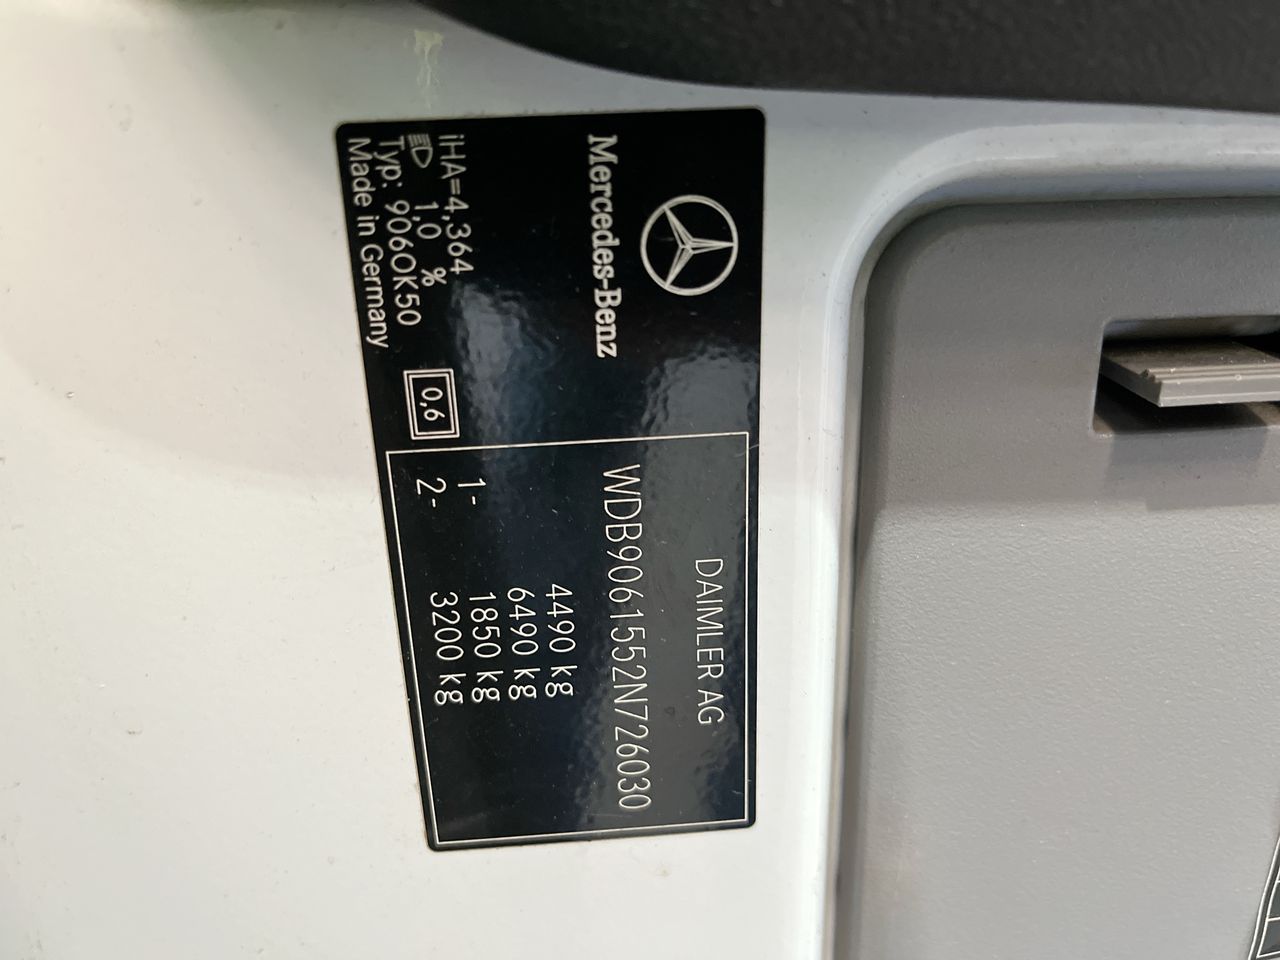 Mercedes-Benz
iHA=4,364
1,0 %
Typ: 906OK50
Made in Germany
0,6
DAIMLER AG
WDB9061552N726030
4490 kg
6490 kg
1- 1850 kg
2- 3200 kg